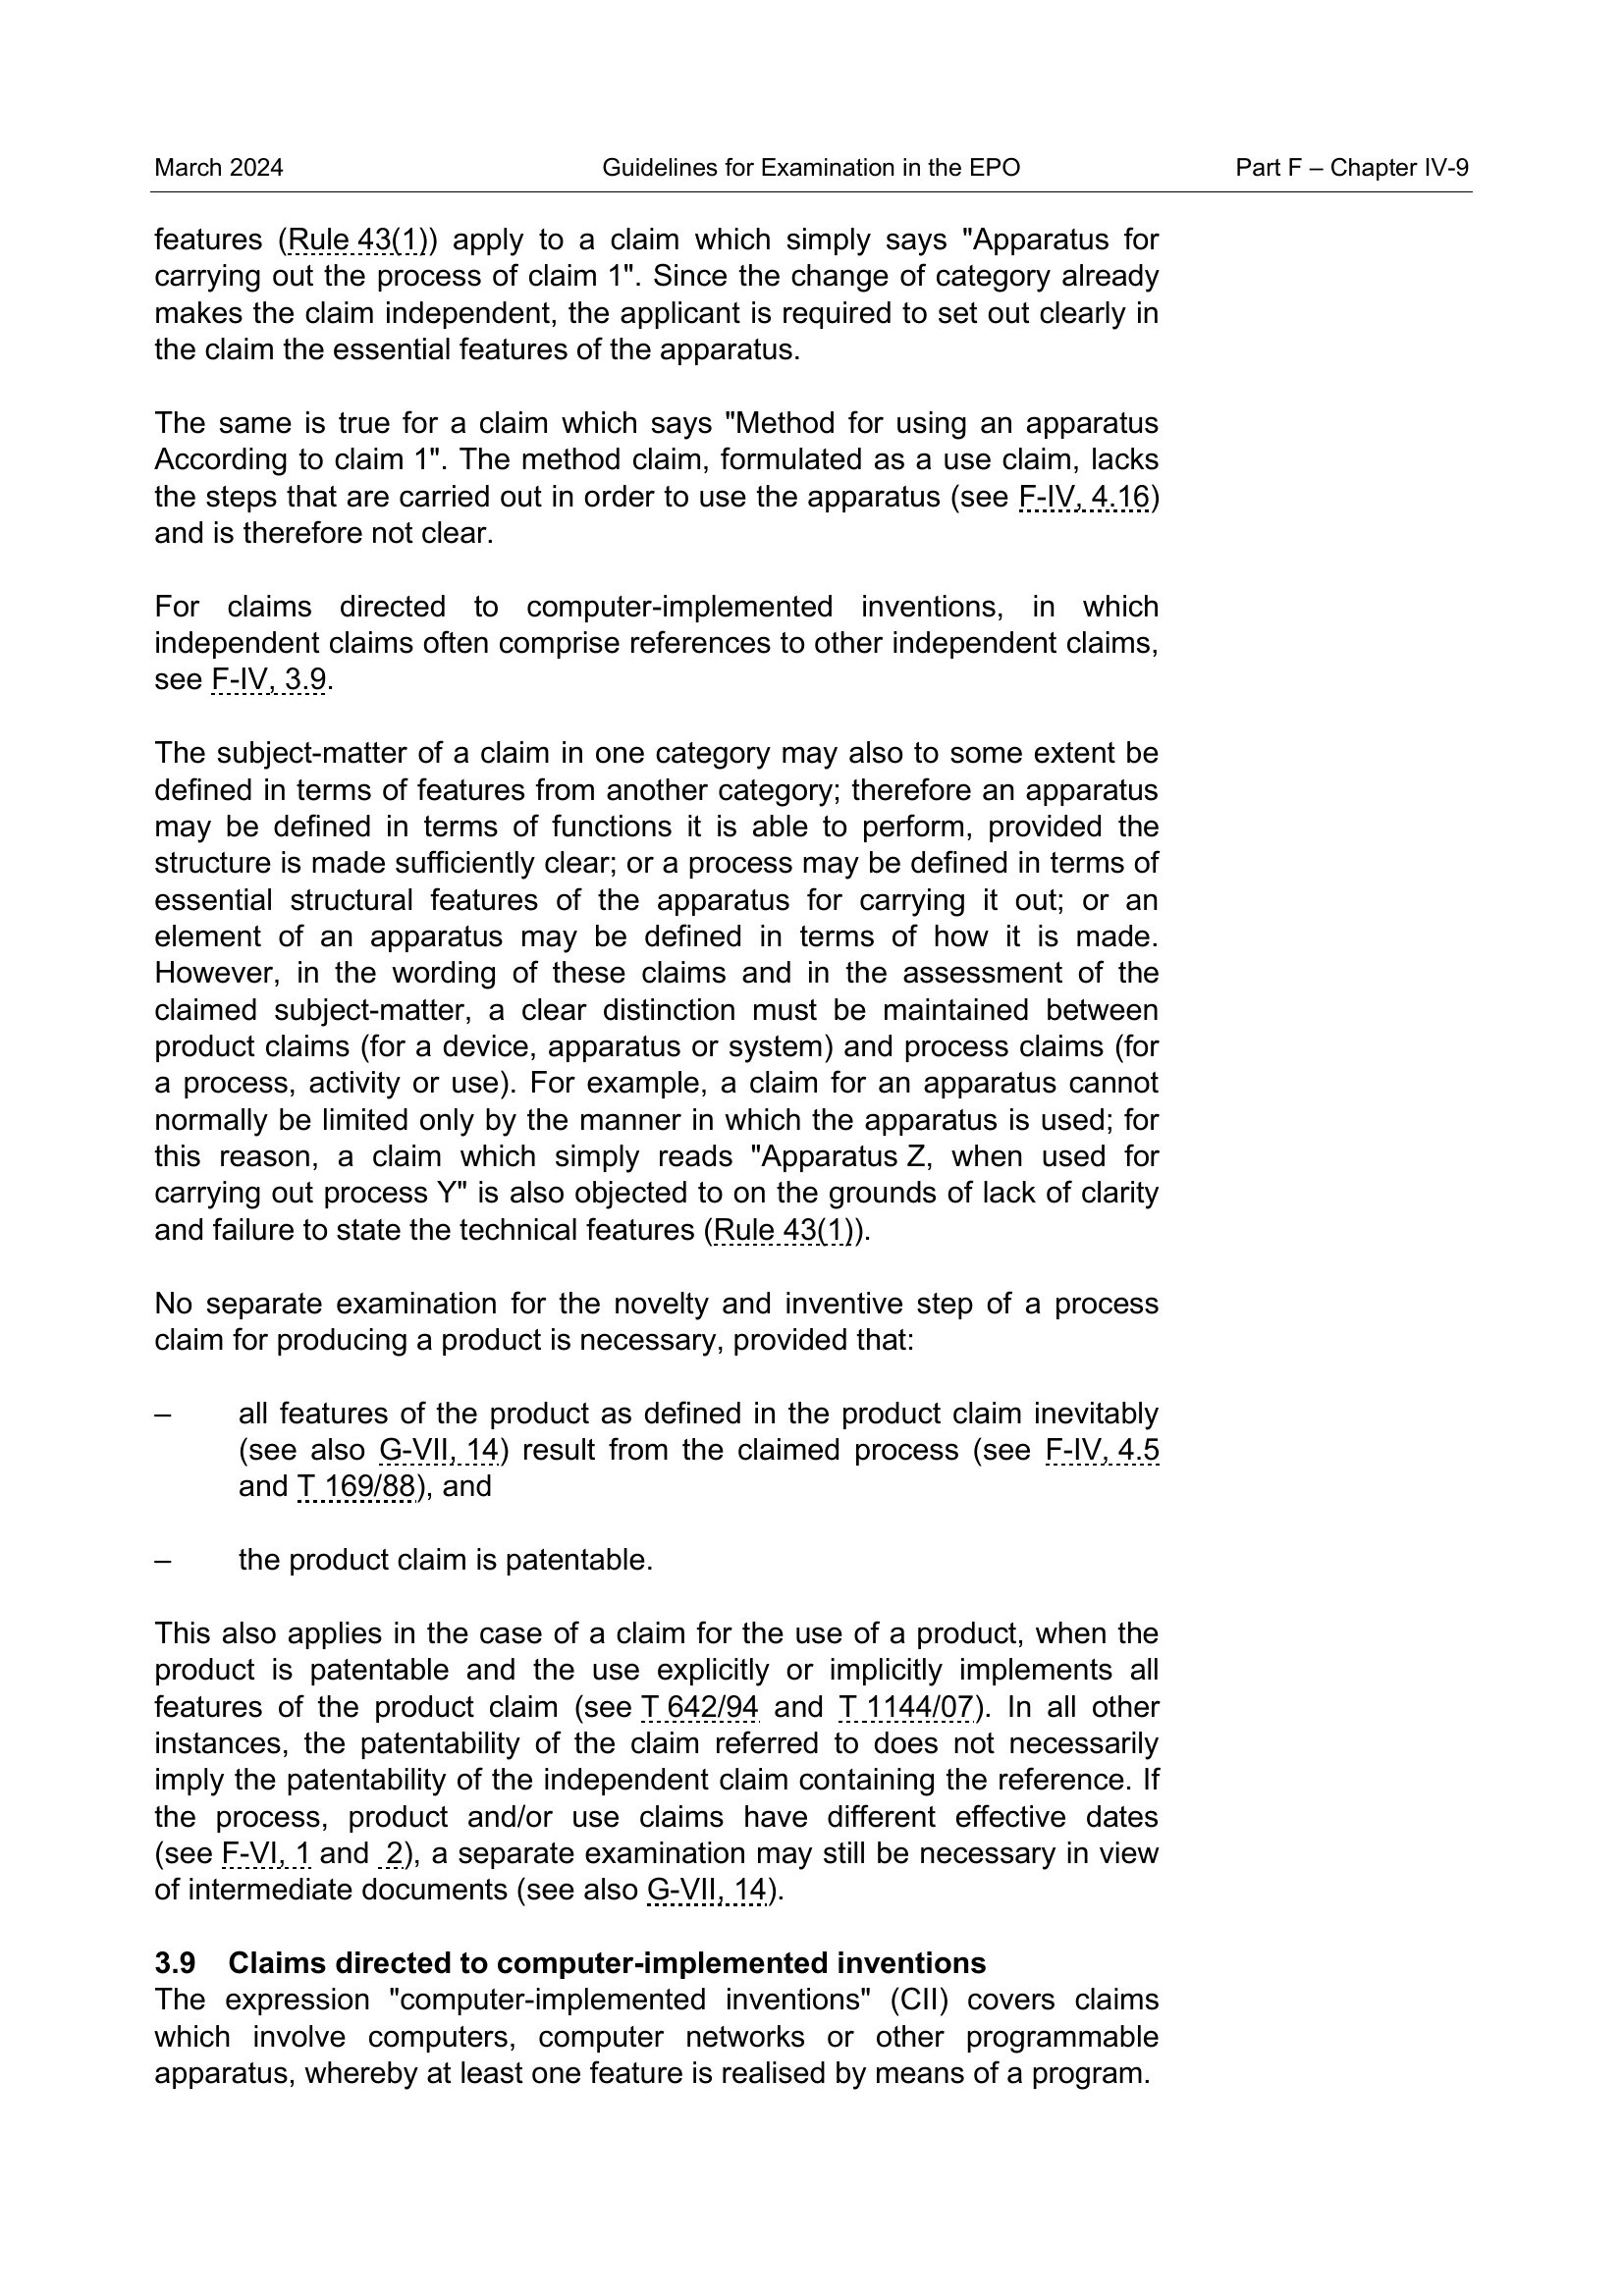 March 2024 Guidelines for Examination in the EPO Part F – Chapter IV-9
features (Rule 43(1)) apply to a claim which simply says "Apparatus for
carrying out the process of claim 1". Since the change of category already
makes the claim independent, the applicant is required to set out clearly in
the claim the essential features of the apparatus.
The same is true for a claim which says "Method for using an apparatus
According to claim 1". The method claim, formulated as a use claim, lacks
the steps that are carried out in order to use the apparatus (see F-IV, 4.16)
and is therefore not clear.
For claims directed to computer-implemented inventions, in which
independent claims often comprise references to other independent claims,
see F-IV, 3.9.
The subject-matter of a claim in one category may also to some extent be
defined in terms of features from another category; therefore an apparatus
may be defined in terms of functions it is able to perform, provided the
structure is made sufficiently clear; or a process may be defined in terms of
essential structural features of the apparatus for carrying it out; or an
element of an apparatus may be defined in terms of how it is made.
However, in the wording of these claims and in the assessment of the
claimed subject-matter, a clear distinction must be maintained between
product claims (for a device, apparatus or system) and process claims (for
a process, activity or use). For example, a claim for an apparatus cannot
normally be limited only by the manner in which the apparatus is used; for
this reason, a claim which simply reads "Apparatus Z, when used for
carrying out process Y" is also objected to on the grounds of lack of clarity
and failure to state the technical features (Rule 43(1)).
No separate examination for the novelty and inventive step of a process
claim for producing a product is necessary, provided that:
– all features of the product as defined in the product claim inevitably
(see also G-VII, 14) result from the claimed process (see F-IV, 4.5
and T 169/88), and
– the product claim is patentable.
This also applies in the case of a claim for the use of a product, when the
product is patentable and the use explicitly or implicitly implements all
features of the product claim (see T 642/94 and T 1144/07). In all other
instances, the patentability of the claim referred to does not necessarily
imply the patentability of the independent claim containing the reference. If
the process, product and/or use claims have different effective dates
(see F-VI, 1 and 2), a separate examination may still be necessary in view
of intermediate documents (see also G-VII, 14).
3.9 Claims directed to computer-implemented inventions
The expression "computer-implemented inventions" (CII) covers claims
which involve computers, computer networks or other programmable
apparatus, whereby at least one feature is realised by means of a program.